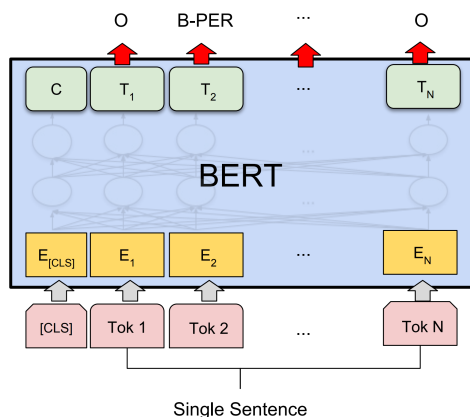 O B-PER ... O
C T1 T2 ... TN
...
BERT
...
E[CLS] E1 E2 ... EN
[CLS] Tok 1 Tok 2 ... Tok N
Single Sentence